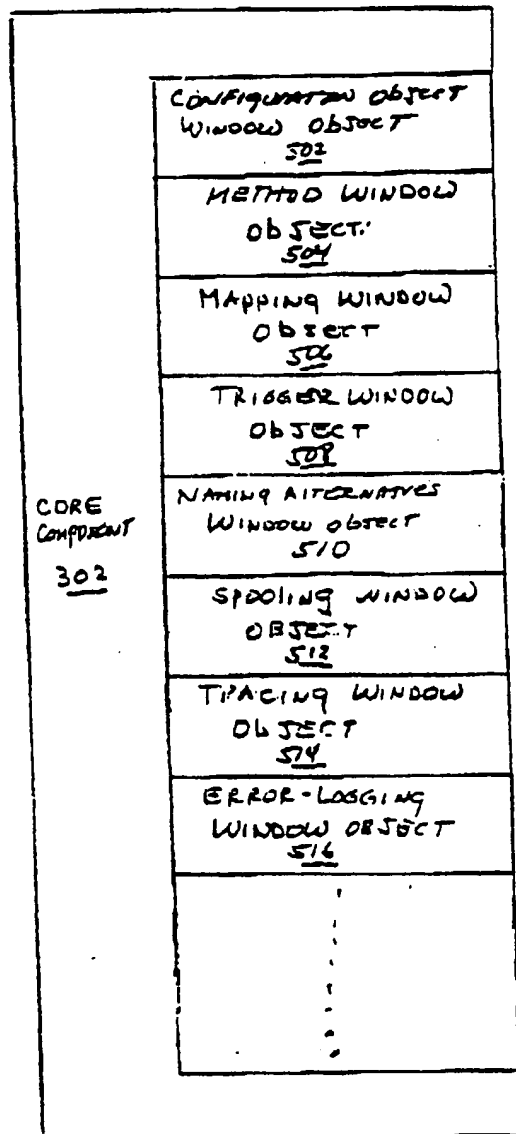 CONFIGURATION ObJECT
WINDOW ObJECT
502
METHOD WINDOW
ObJECT
504
MAPPING WINDOW
ObJECT
506
TRIGGER WINDOW
ObJECT
508
NAMING ALTERNATIVES
WINDOW ObJECT
510
CORE
COMPONENT
302
SPOOLING WINDOW
OBJECT
512
TRACING WINDOW
ObJECT
514
ERROR-LOGGING
WINDOW OBJECT
516